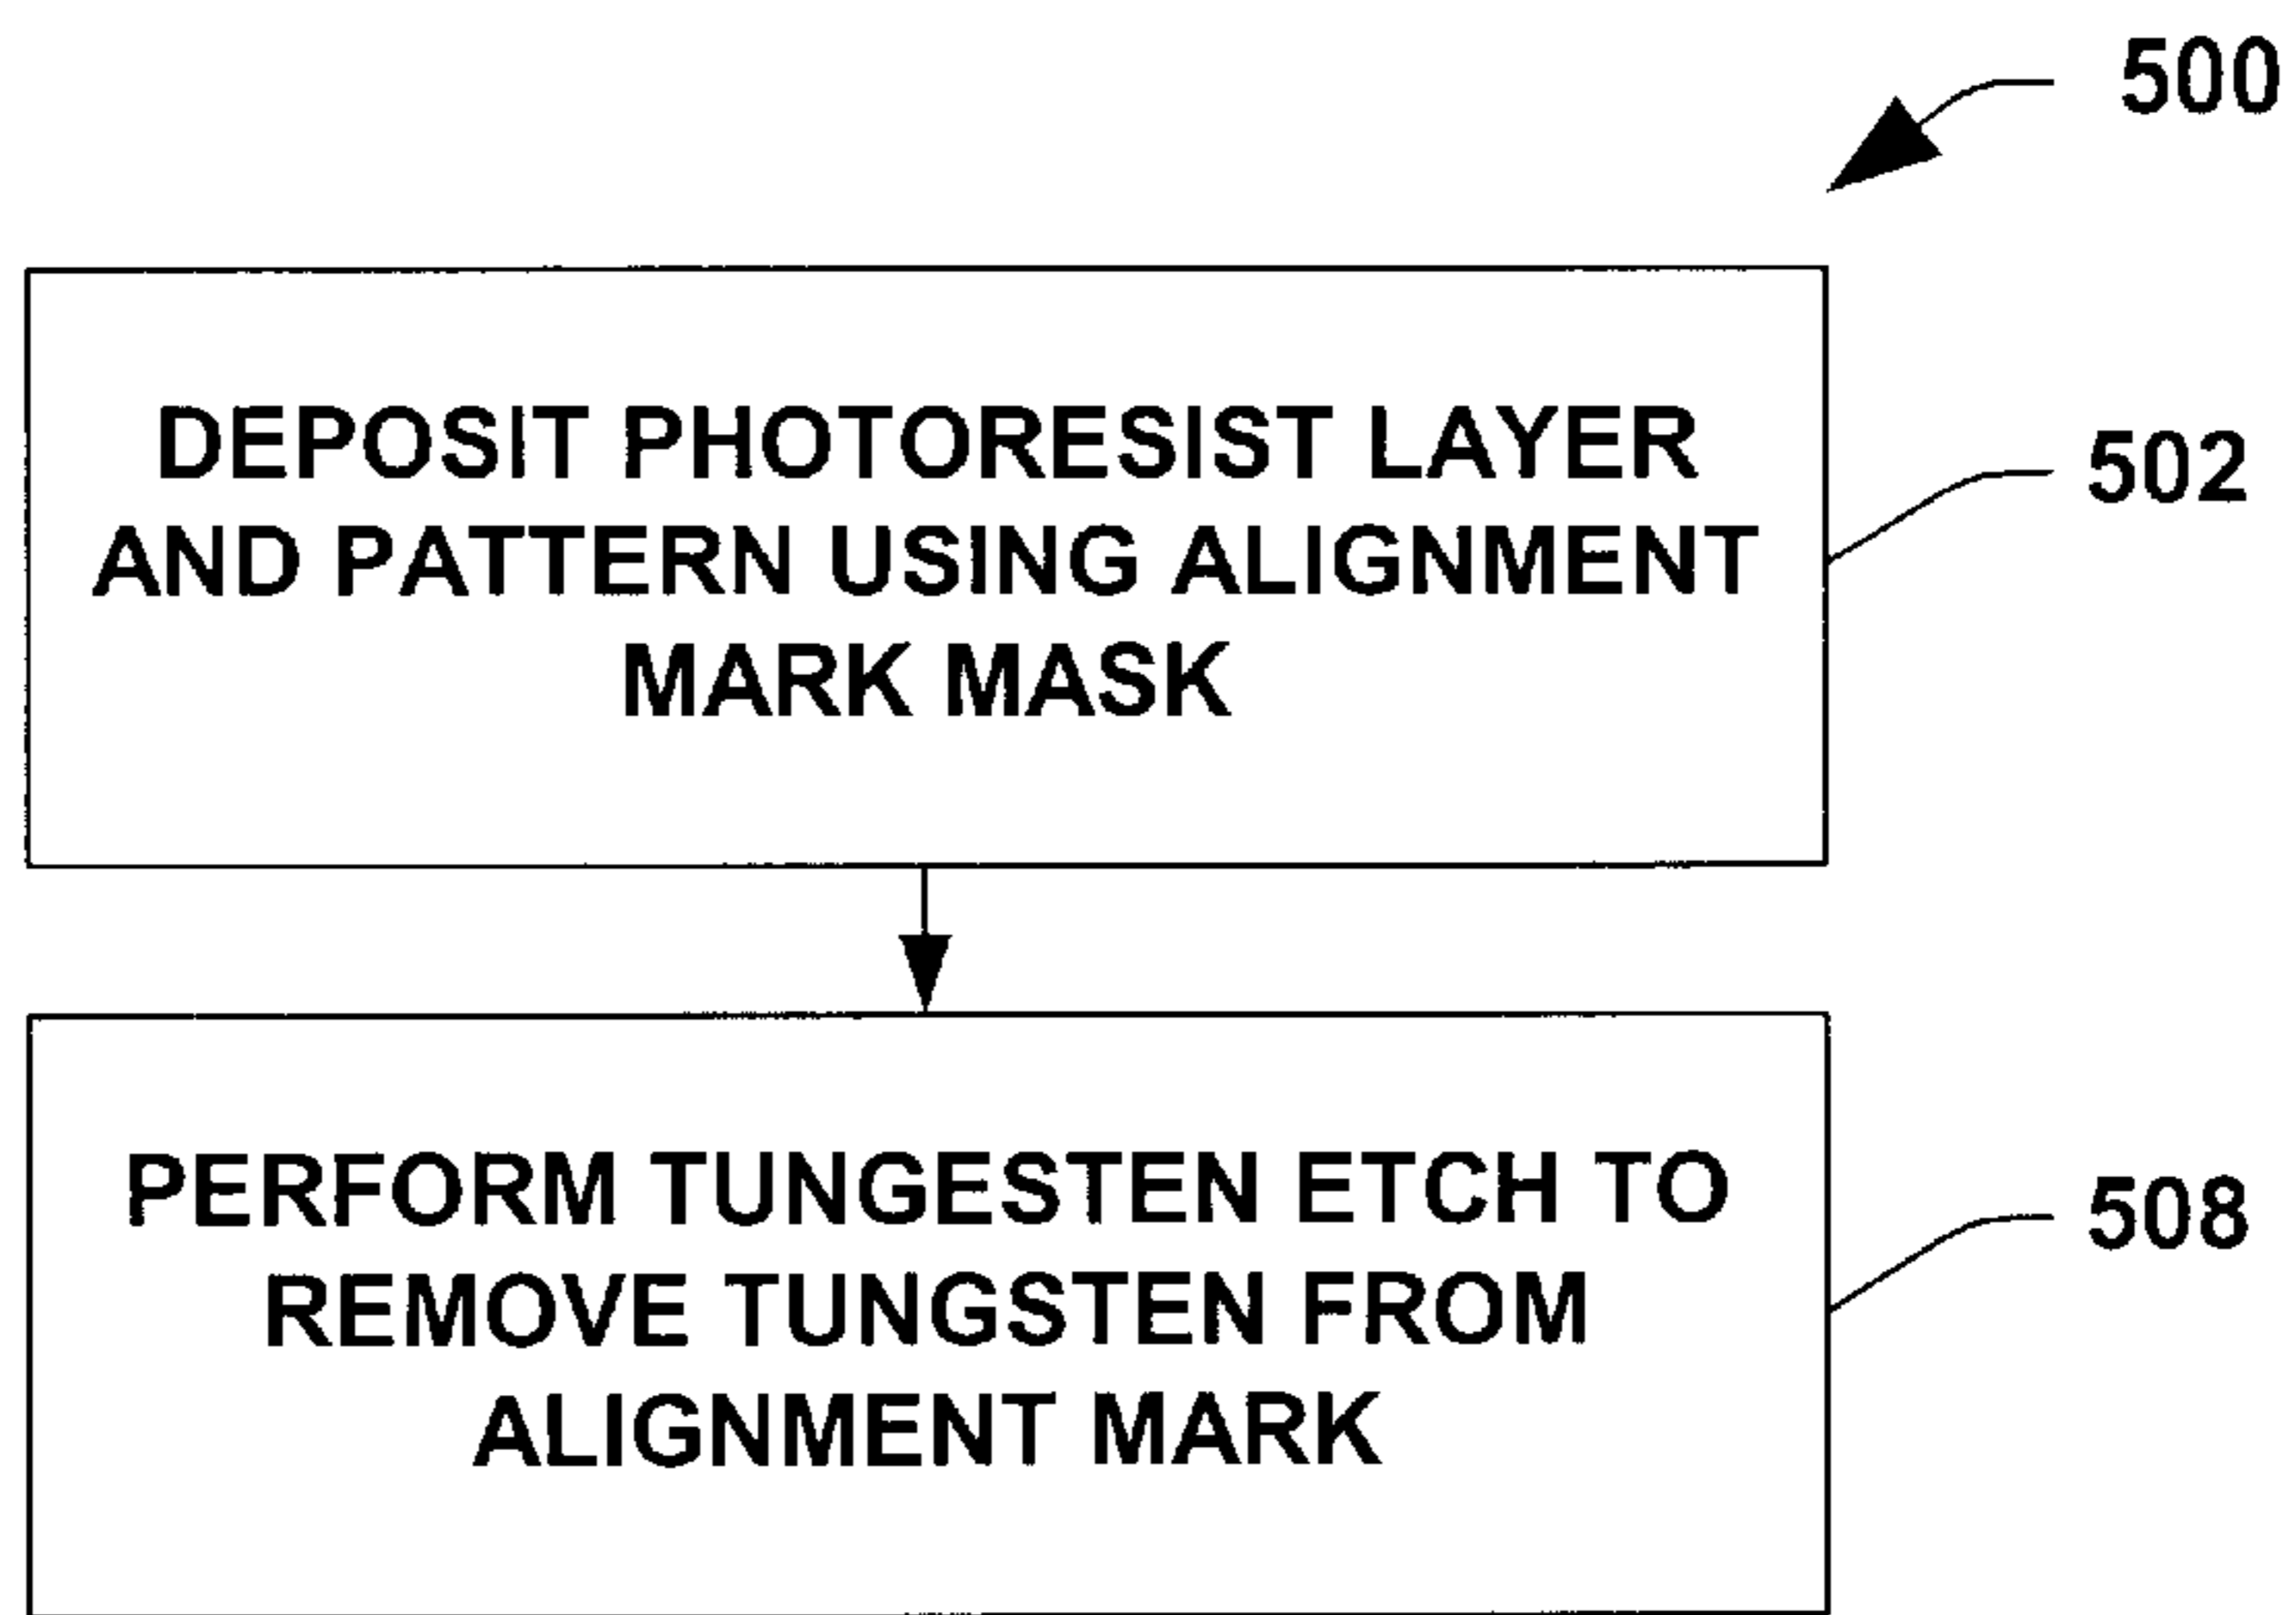 500
DEPOSIT PHOTORESIST LAYER
AND PATTERN USING ALIGNMENT
MARK MASK
502
PERFORM TUNGESTEN ETCH TO
REMOVE TUNGSTEN FROM
ALIGNMENT MARK
508